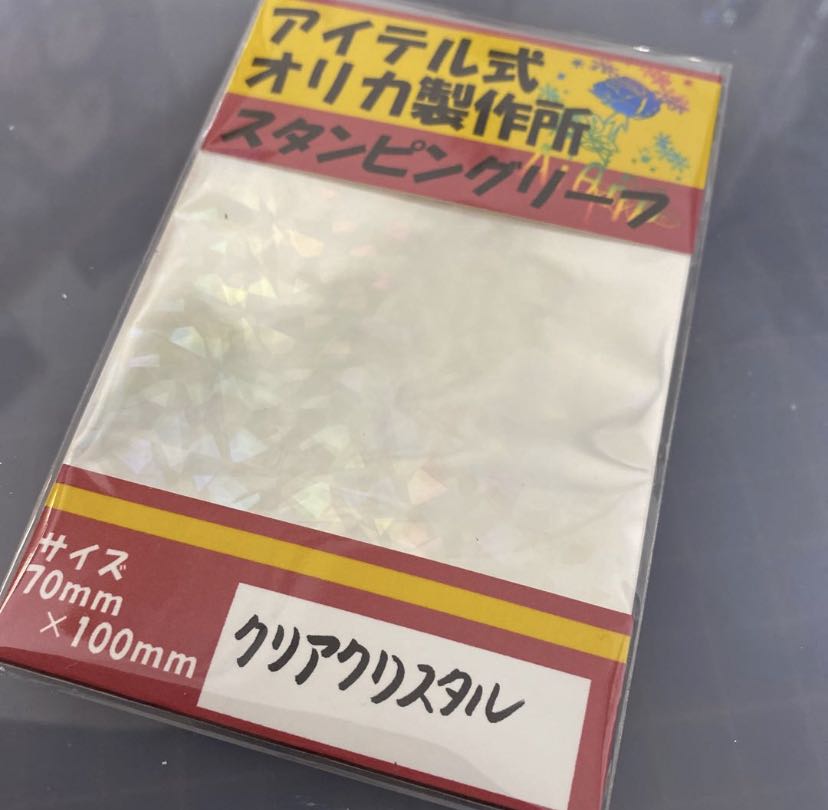 アイテル式
オリカ製作所
スタンピングリーフ
サイズ
70mm
×100mm
クリアクリスタル